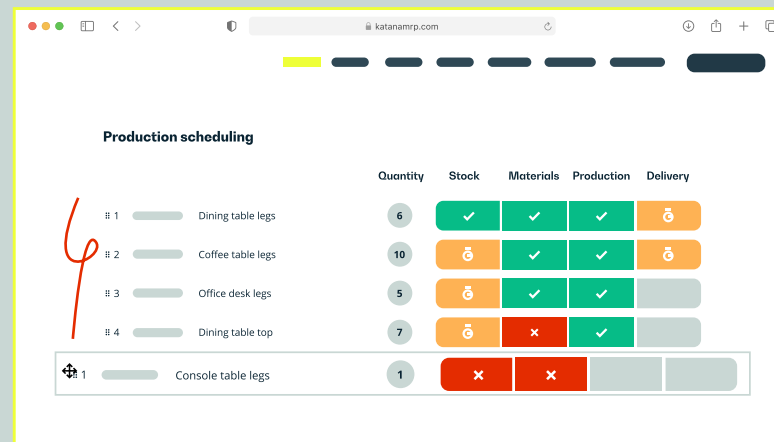 katanamrp.com
Production scheduling
Quantity Stock Materials Production Delivery
1 Dining table legs 6
2 Coffee table legs 10
3 Office desk legs 5
4 Dining table top 7
1 Console table legs 1